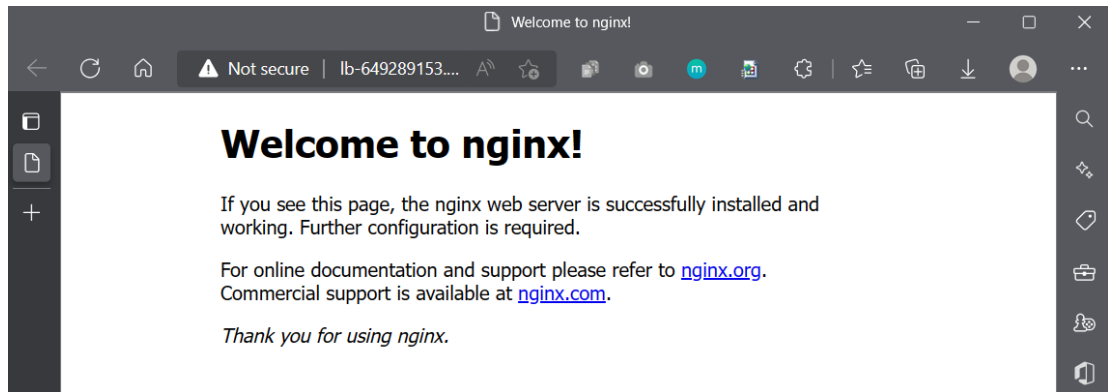 Welcome to nginx!
Not secure | lb-649289153....
Welcome to nginx!
If you see this page, the nginx web server is successfully installed and
working. Further configuration is required.
For online documentation and support please refer to nginx.org.
Commercial support is available at nginx.com.
Thank you for using nginx.